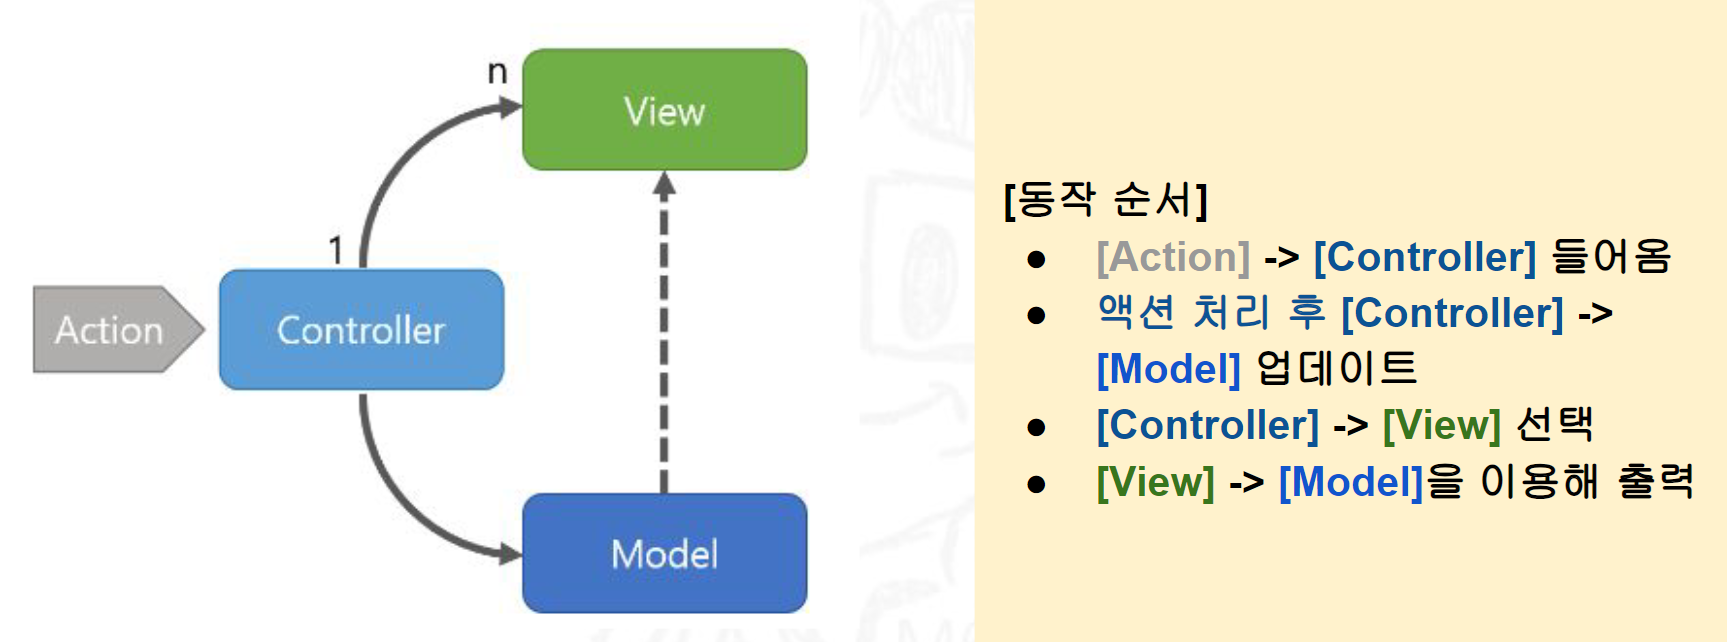 n
View
1
Action
Controller
Model
[동작 순서]
● [Action] -> [Controller] 들어옴
● 액션 처리 후 [Controller] ->
[Model] 업데이트
● [Controller] -> [View] 선택
● [View] -> [Model]을 이용해 출력